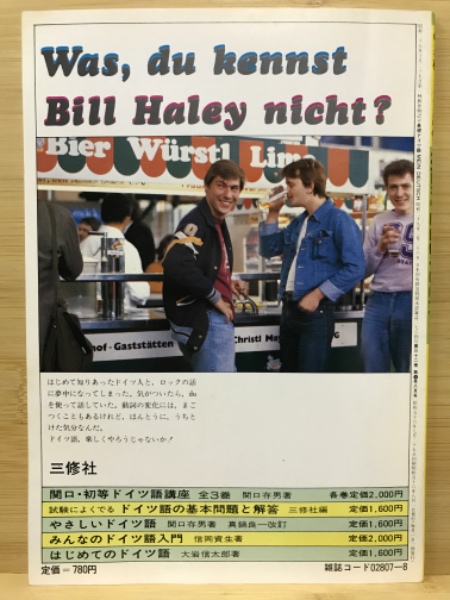 Was, du kennst
Bill Haley nicht?
Bier Würstl Lim
hof - Gaststätten
Christl May
はじめて知りあったドイツ人と，ロックの話
に夢中になってしまった。気がついたら，du
を使って話していた。動詞の変化には，まご
つくこともあるけれど，ほんとうに，うちと
けた気分なんだ。
ドイツ語，楽しくやろうじゃないか！
三修社
関口・初等ドイツ語講座 全3巻 関口存男著 各巻定価2,000円
試験によくでる ドイツ語の基本問題と解答 三修社編 定価1,600円
やさしいドイツ語 関口存男著 真鍋良一改訂 定価1,600円
みんなのドイツ語入門 信岡資生著 定価2,000円
はじめてのドイツ語 大岩信太郎著 定価1,600円
定価＝780円 雑誌コード02807-8